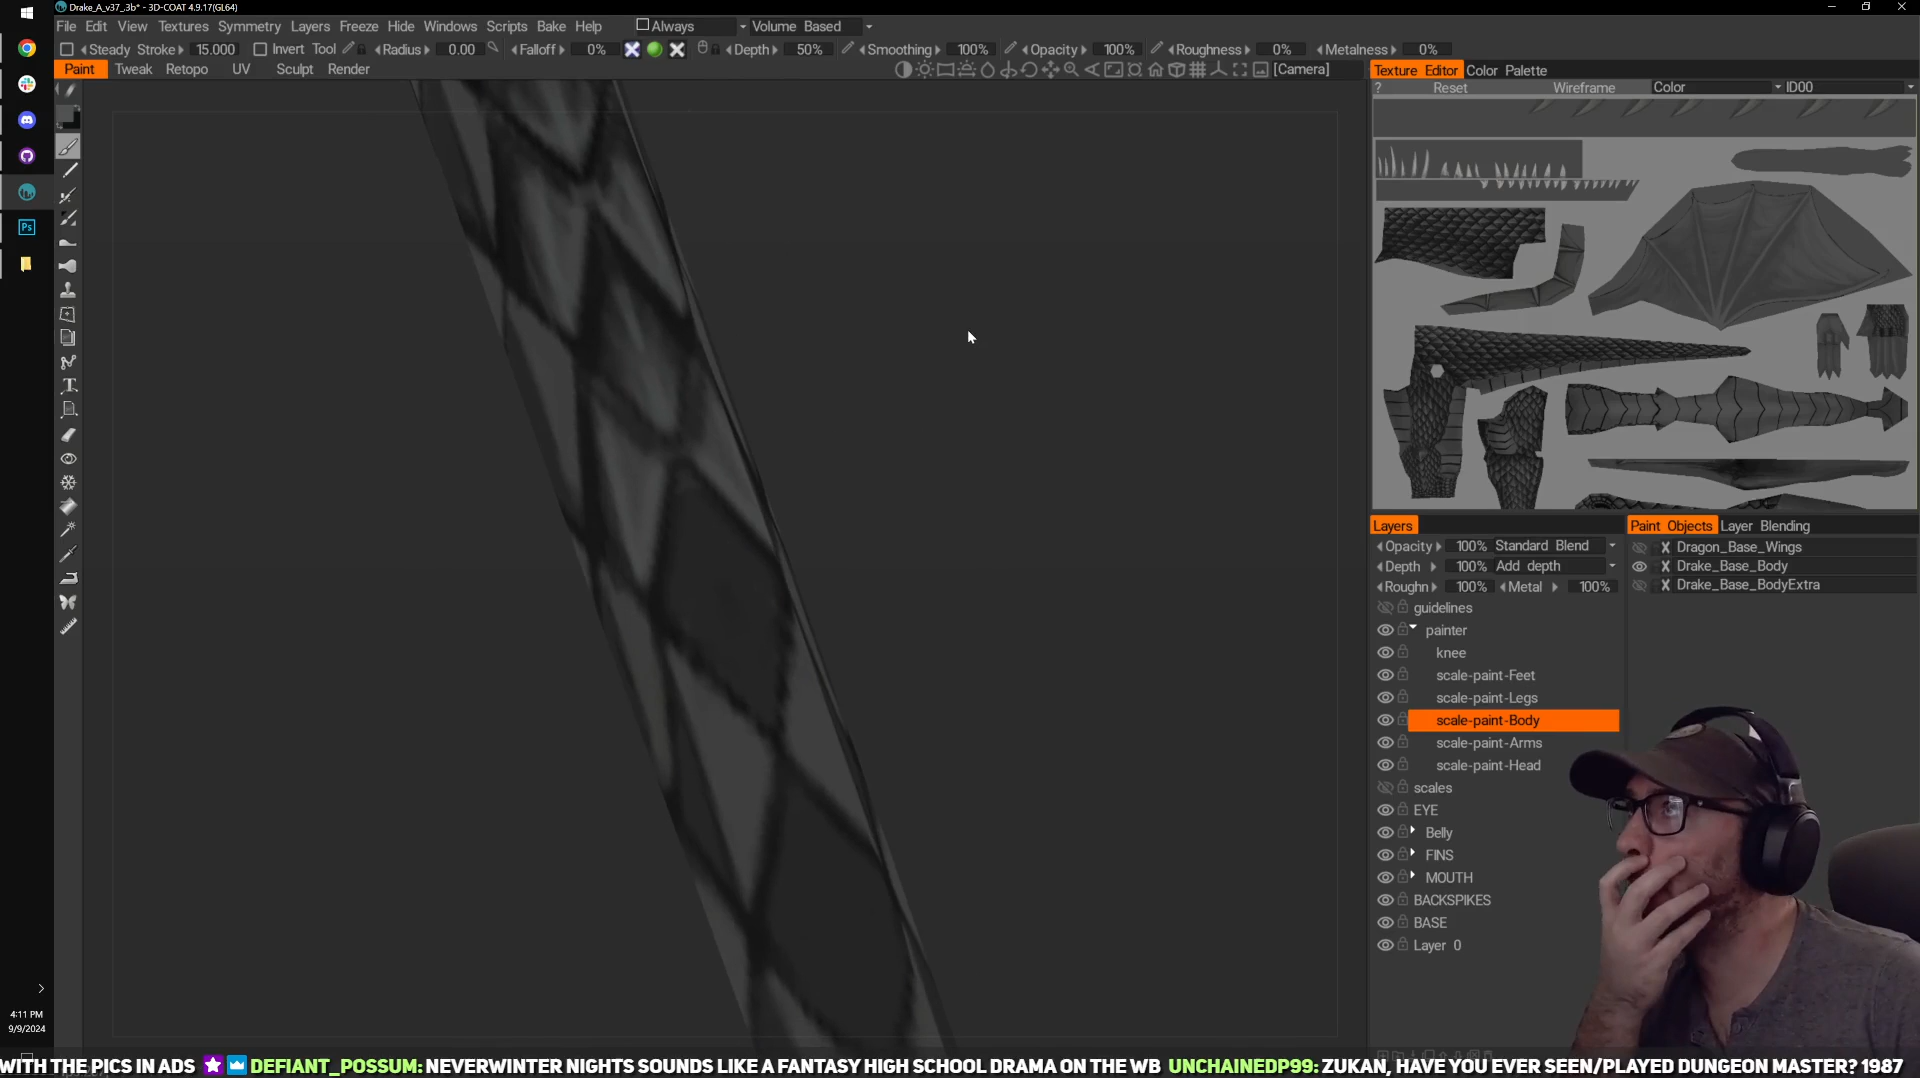 Drake_A_v37_.3b* - 3D-COAT 4.9.17(GL64)
File Edit View Textures Symmetry Layers Freeze Hide Windows Scripts Bake Help Always Volume Based
Steady Stroke 15.000 Invert Tool Radius 0.00 Falloff 0% Depth 50% Smoothing 100% Opacity 100% Roughness 0% Metalness 0%
Paint Tweak Retopo UV Sculpt Render [Camera]
Texture Editor Color Palette
? Reset Wireframe Color ID00
Layers
Opacity 100% Standard Blend
Depth 100% Add depth
Roughn 100% Metal 100%
guidelines
painter
knee
scale-paint-Feet
scale-paint-Legs
scale-paint-Body
scale-paint-Arms
scale-paint-Head
scales
EYE
Belly
FINS
MOUTH
BACKSPIKES
BASE
Layer 0
Paint Objects Layer Blending
Dragon_Base_Wings
Drake_Base_Body
Drake_Base_BodyExtra
Ps
4:11 PM
9/9/2024
WITH THE PICS IN ADS DEFIANT_POSSUM: NEVERWINTER NIGHTS SOUNDS LIKE A FANTASY HIGH SCHOOL DRAMA ON THE WB UNCHAINEDP99: ZUKAN, HAVE YOU EVER SEEN/PLAYED DUNGEON MASTER? 1987